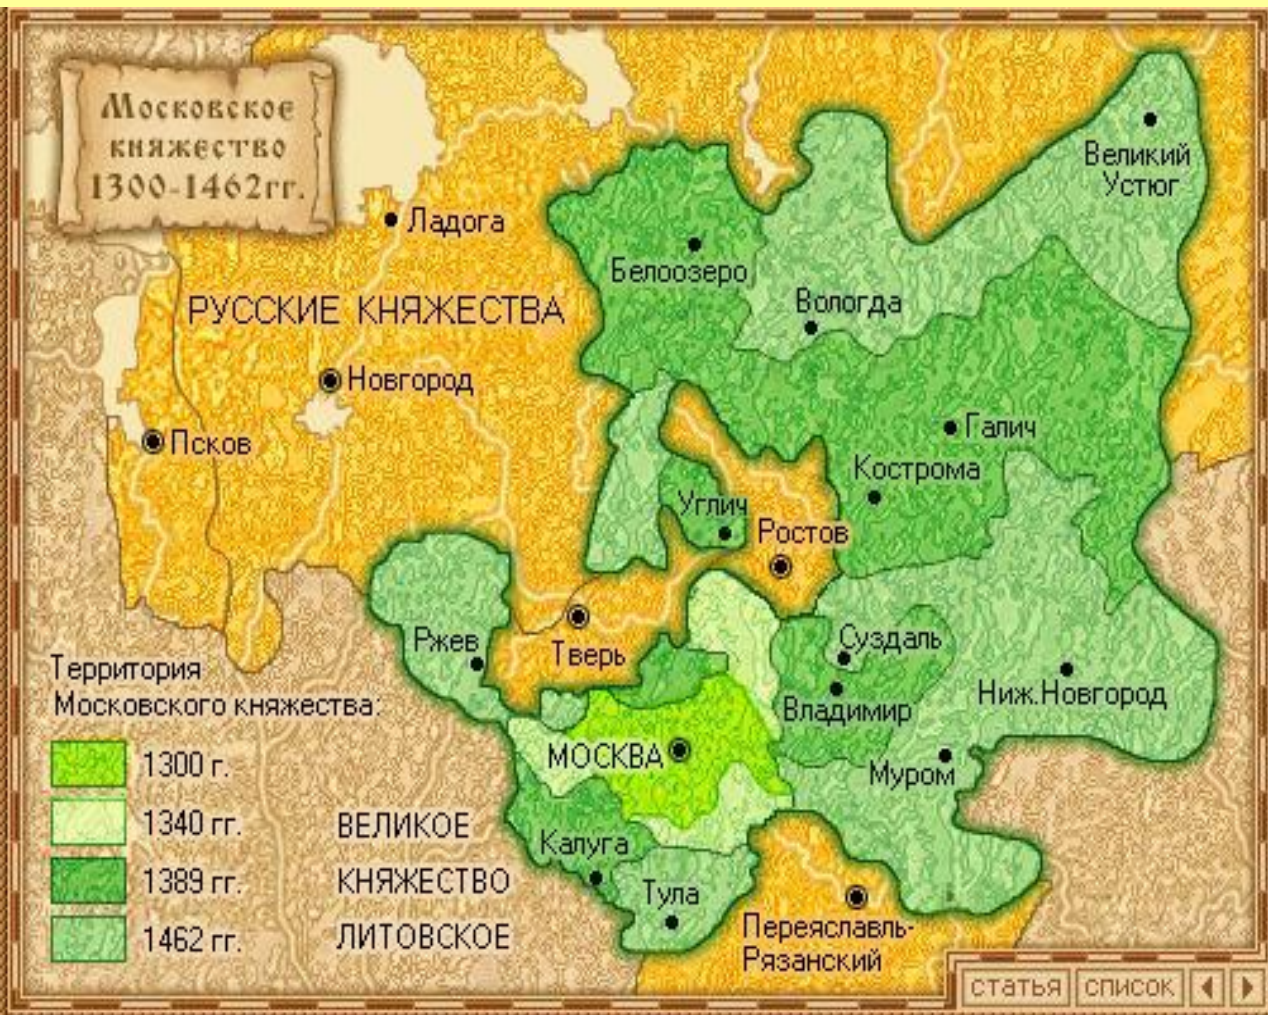 Московское
княжество
1300-1462гг.
Великий
Устюг
Ладога
Белоозеро
Вологда
РУССКИЕ КНЯЖЕСТВА
Новгород
Псков
Галич
Кострома
Углич
Ростов
Тверь
Ржев
Суздаль
Владимир
Ниж.Новгород
МОСКВА
Муром
Калуга
Тула
Переяславль-
Рязанский
Территория
Московского княжества:
1300 г.
1340 гг.
1389 гг.
1462 гг.
ВЕЛИКОЕ
КНЯЖЕСТВО
ЛИТОВСКОЕ
статья
список